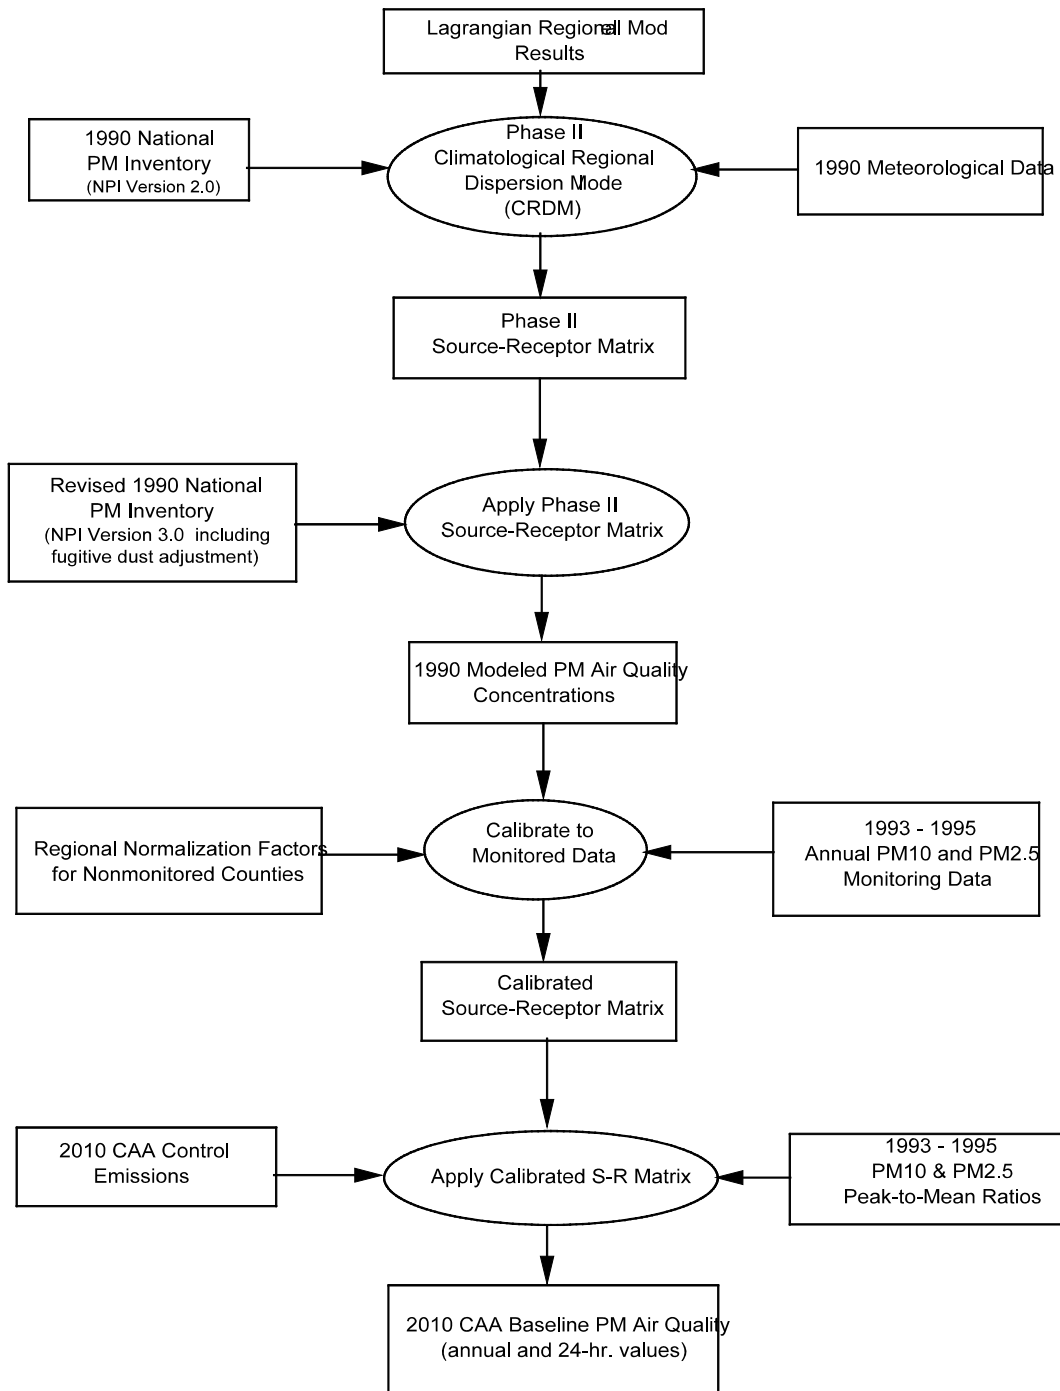 Lagrangian Regional Mod
Results
1990 National
PM Inventory
(NPI Version 2.0)
Phase II
Climatological Regional
Dispersion Mode
(CRDM)
1990 Meteorological Data
Phase II
Source-Receptor Matrix
Revised 1990 National
PM Inventory
(NPI Version 3.0 including
fugitive dust adjustment)
Apply Phase II
Source-Receptor Matrix
1990 Modeled PM Air Quality
Concentrations
Regional Normalization Factors
for Nonmonitored Counties
Calibrate to
Monitored Data
1993 - 1995
Annual PM10 and PM2.5
Monitoring Data
Calibrated
Source-Receptor Matrix
2010 CAA Control
Emissions
Apply Calibrated S-R Matrix
1993 - 1995
PM10 & PM2.5
Peak-to-Mean Ratios
2010 CAA Baseline PM Air Quality
(annual and 24-hr. values)